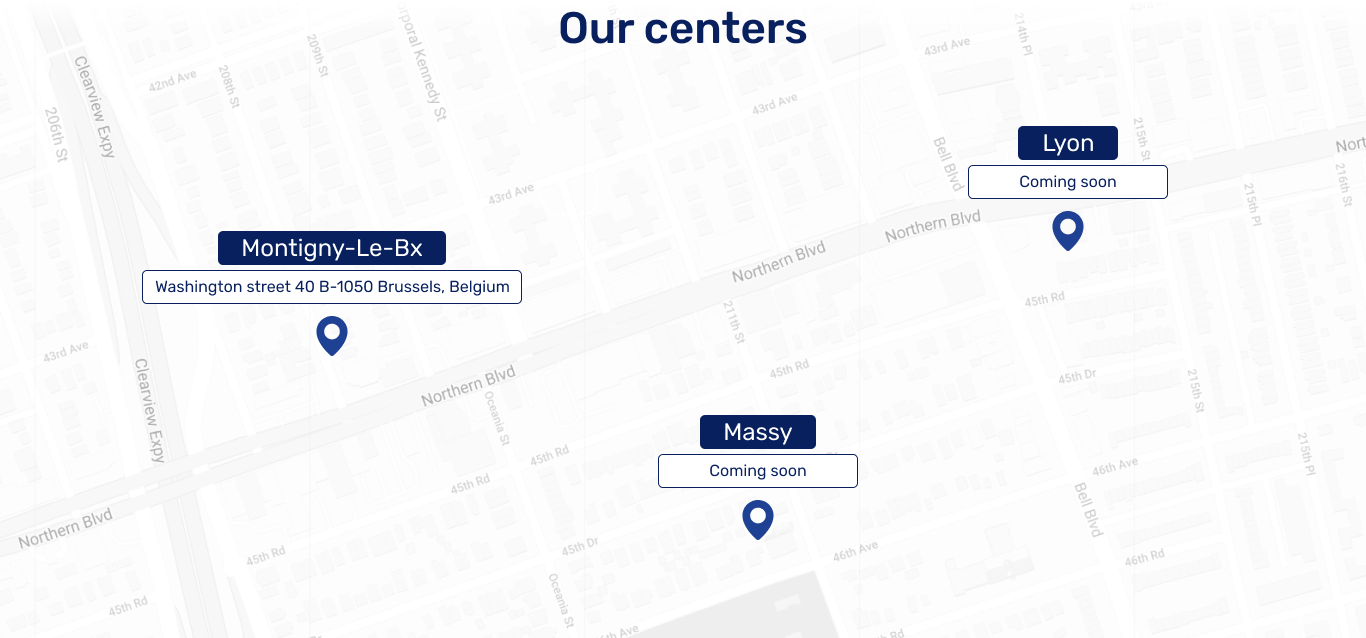 Our centers
Clearview Expy
206th St
42nd Ave
208th St
209th St
rporal Kennedy St
43rd Ave
43rd Ave
43rd Ave
214th Pl
Bell Blvd
Lyon
Coming soon
215th St
Nort
216th St
215th Pl
Northern Blvd
Northern Blvd
Montigny-Le-Bx
Washington street 40 B-1050 Brussels, Belgium
211th St
45th Rd
45th Rd
45th Dr
215th St
43rd Ave
Clearview Expy
Northern Blvd
Oceania St
Massy
Coming soon
45th Rd
45th Rd
46th Ave
215th Pl
Bell Blvd
Northern Blvd
45th Rd
45th Dr
46th Ave
46th Rd
45th Rd
Oceania St
th Ave
Rd